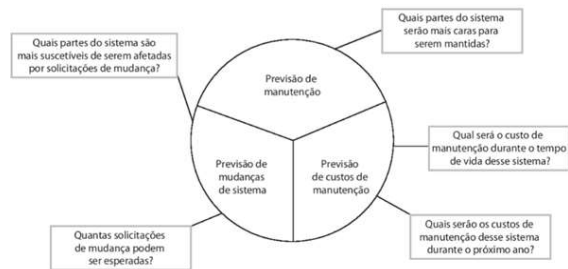 Quais partes do sistema
serão mais caras para
serem mantidas?
Quais partes do sistema são
mais suscetíveis de serem afetadas
por solicitações de mudança?
Previsão de
manutenção
Qual será o custo de
manutenção durante o tempo
de vida desse sistema?
Previsão de
mudanças
de sistema
Previsão
de custos de
manutenção
Quantas solicitações
de mudança podem
ser esperadas?
Quais serão os custos de
manutenção desse sistema
durante o próximo ano?